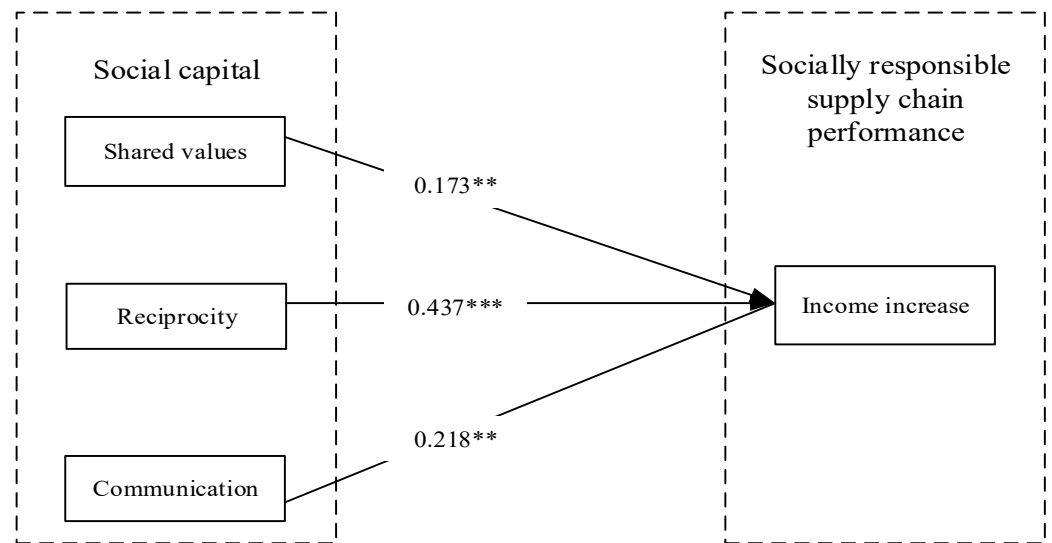 Social capital
Shared values
Reciprocity
Communication
0.173**
0.437***
0.218**
Socially responsible
supply chain
performance
Income increase